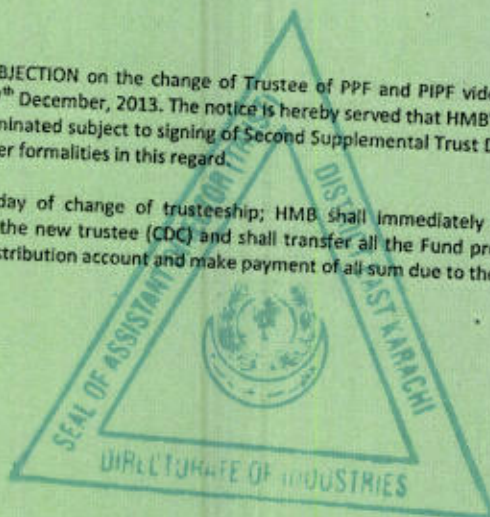 BJECTION on the change of Trustee of PPF and PIPF vid
th December, 2013. The notice is hereby served that HMB'
minated subject to signing of Second Supplemental Trust D
er formalities in this regard.
day of change of trusteeship; HMB shall immediately
the new trustee (CDC) and shall transfer all the Fund pr
stribution account and make payment of all sum due to the
SEAL OF ASSISTANT
DISTT. EAST KARACHI
DIRECTORATE OF INDUSTRIES